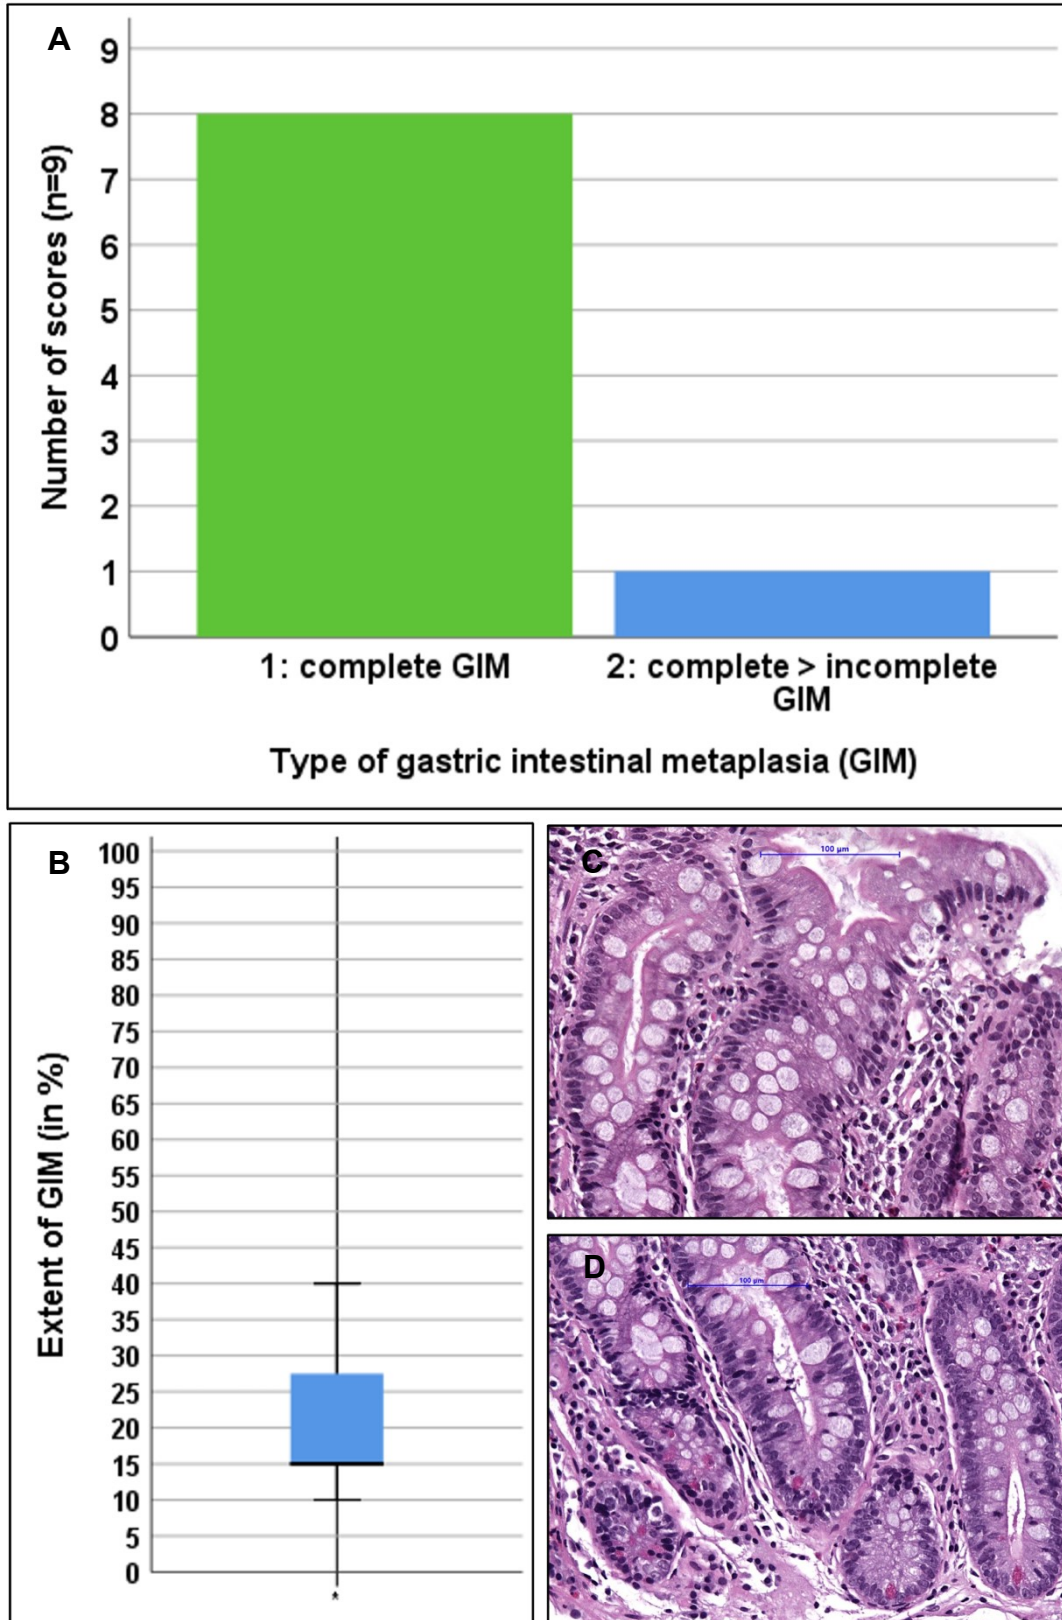 A
Number of scores (n=9)
9
8
7
6
5
4
3
2
1
0
1: complete GIM
2: complete > incomplete
GIM
Type of gastric intestinal metaplasia (GIM)
B
Extent of GIM (in %)
100
95
90
85
80
75
70
65
60
55
50
45
40
35
30
25
20
15
10
5
0
*
C
100 µm
D
100 µm